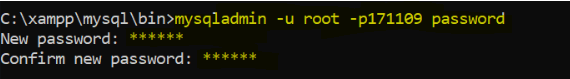 C:\xampp\mysql\bin>mysqladmin -u root -p171109 password
New password: ******
Confirm new password: ******